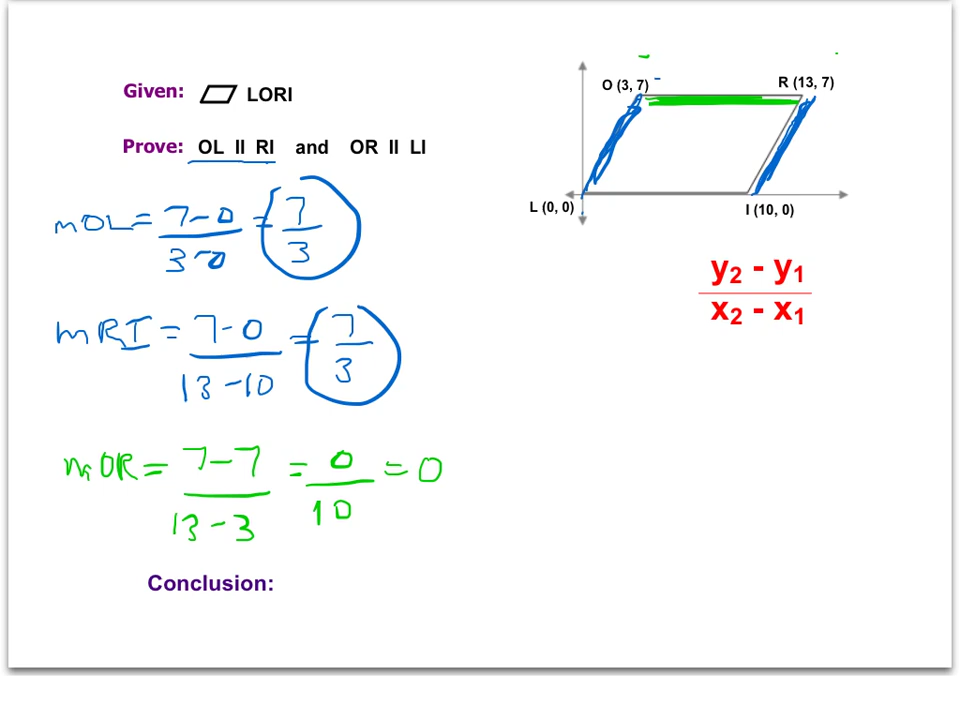 Given: LORI
Prove: OL II RI and OR II LI
O (3, 7)
R (13, 7)
L (0, 0)
I (10, 0)
y2 - y1
x2 - x1
mOL = 7-0 = 7
3-0 3
mRI = 7-0 = 7
13-10 3
mOR = 7-7 = 0 = 0
13-3 10
Conclusion: